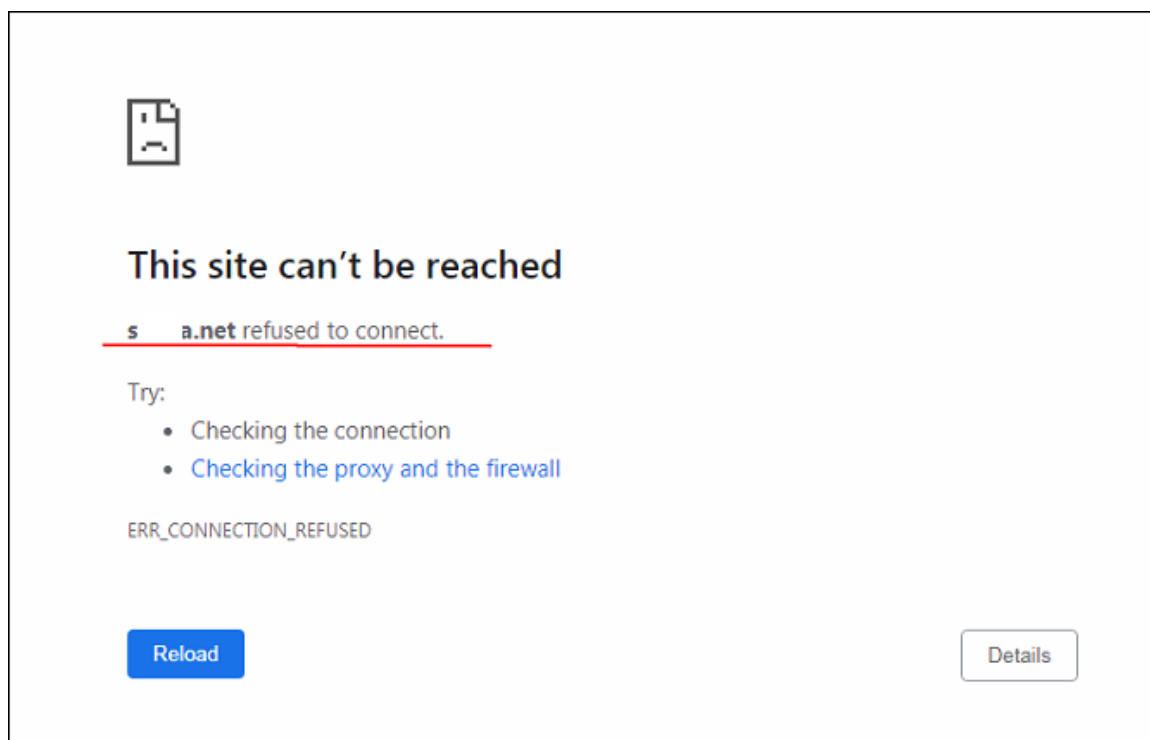 This site can't be reached
s a.net refused to connect.
Try:
• Checking the connection
• Checking the proxy and the firewall
ERR_CONNECTION_REFUSED
Reload
Details